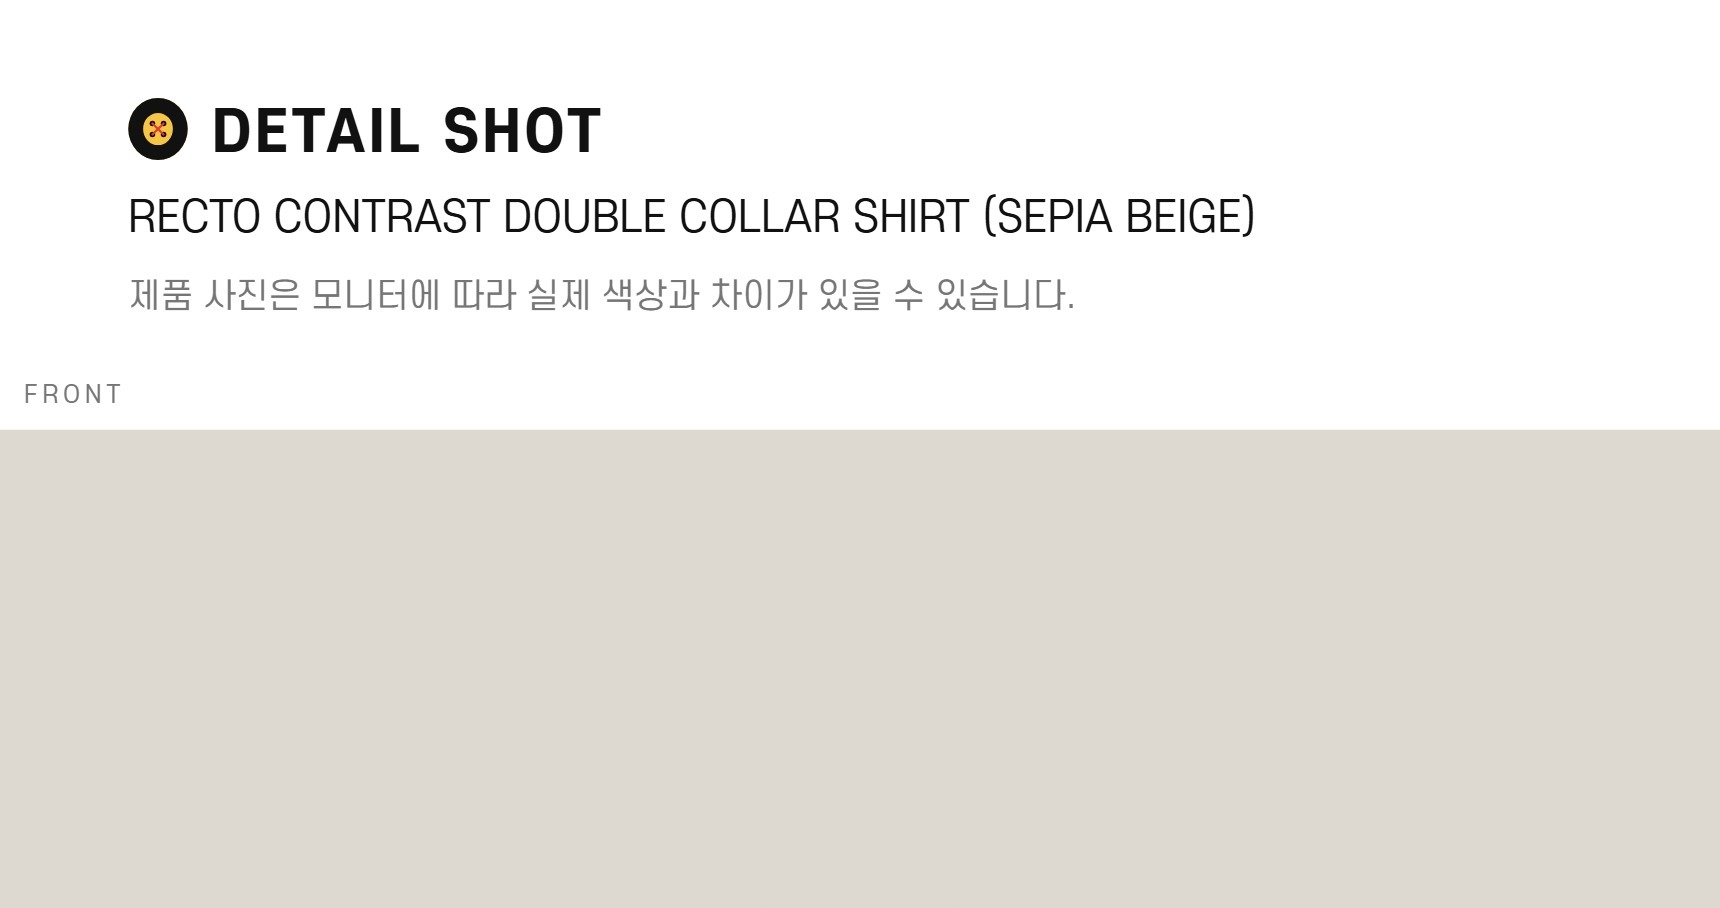 DETAIL SHOT
RECTO CONTRAST DOUBLE COLLAR SHIRT (SEPIA BEIGE)
제품 사진은 모니터에 따라 실제 색상과 차이가 있을 수 있습니다.
FRONT